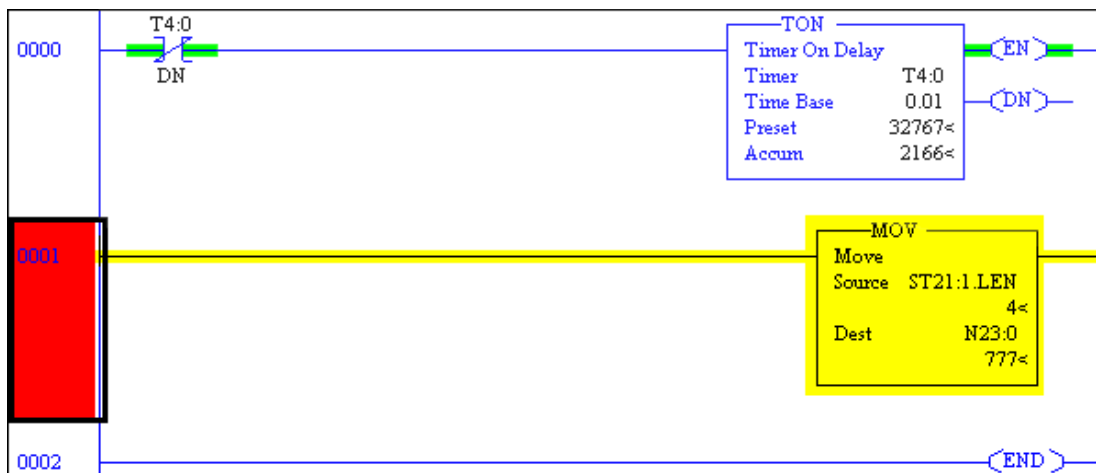 T4:0
0000
DN
TON
Timer On Delay
Timer T4:0
Time Base 0.01
Preset 32767<
Accum 2166<
EN
DN
0001
MOV
Move
Source ST21:1.LEN
4<
Dest N23:0
777<
0002
END